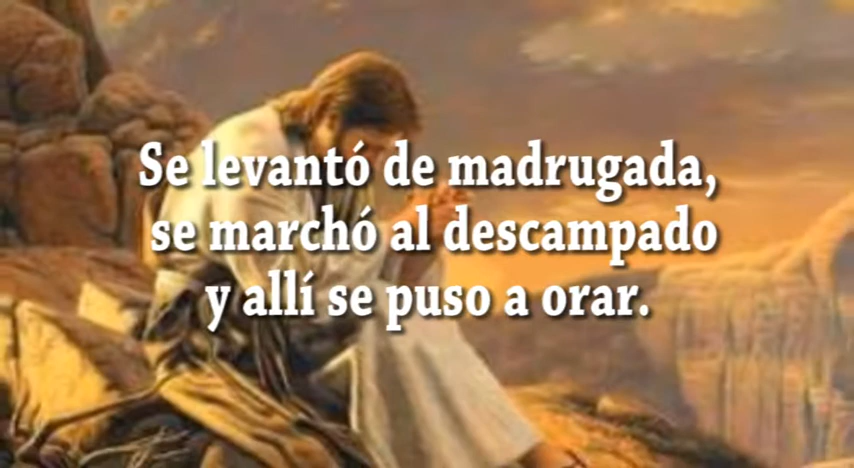 Se levantó de madrugada,
se marchó al descampado
y allí se puso a orar.